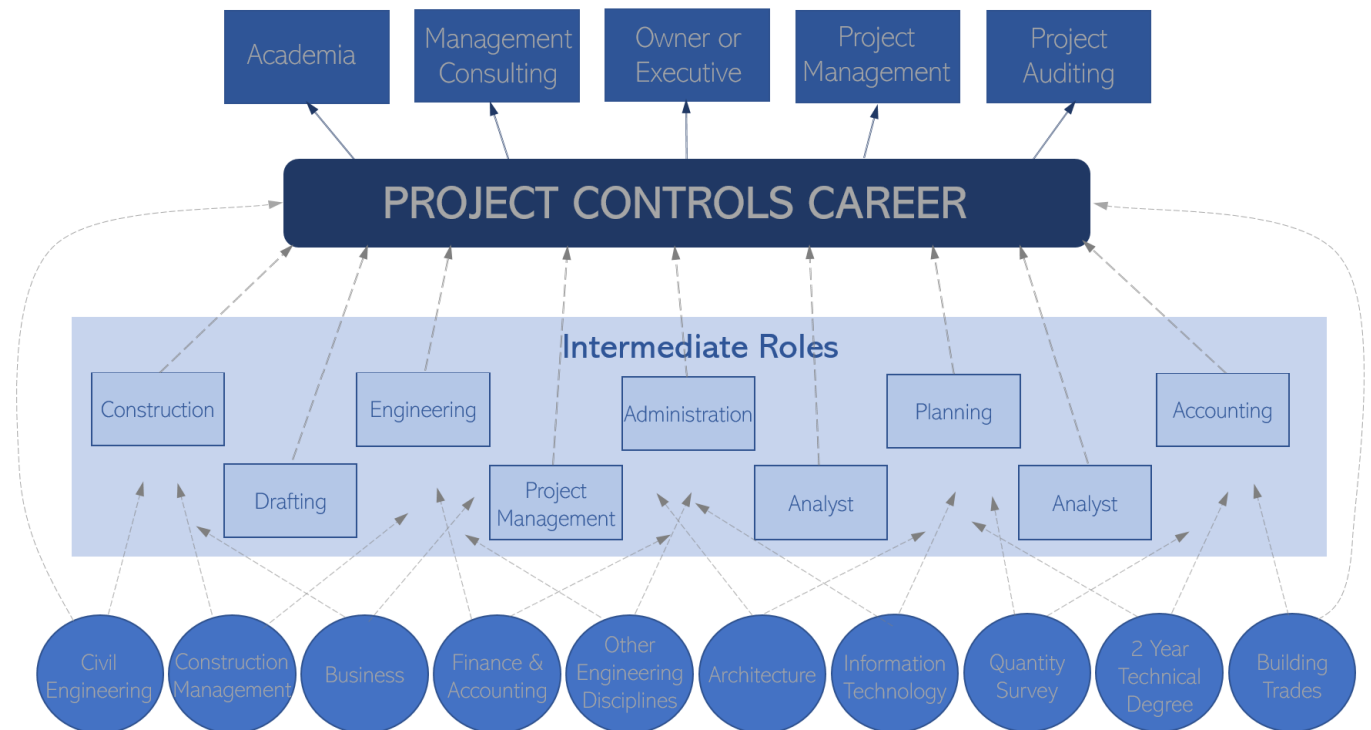 Academia
Management
Consulting
Owner or
Executive
Project
Management
Project
Auditing
PROJECT CONTROLS CAREER
Intermediate Roles
Construction
Engineering
Administration
Planning
Accounting
Drafting
Project
Management
Analyst
Analyst
Civil
Engineering
Construction
Management
Business
Finance &
Accounting
Other
Engineering
Disciplines
Architecture
Information
Technology
Quantity
Survey
2 Year
Technical
Degree
Building
Trades